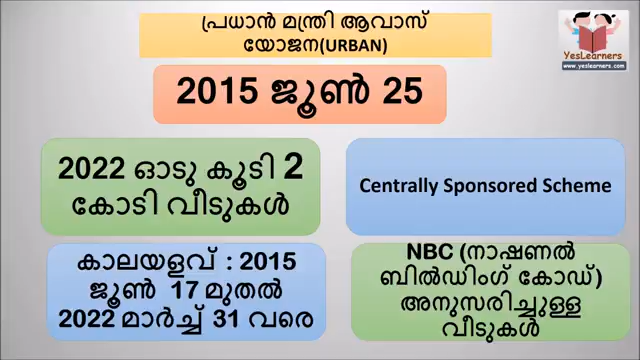 പ്രധാൻ മന്ത്രി ആവാസ്
യോജന(URBAN)
YesLearners
www.yeslearners.com
2015 ജൂൺ 25
2022 ഓടു കൂടി 2
കോടി വീടുകൾ
Centrally Sponsored Scheme
കാലയളവ് : 2015
ജൂൺ 17 മുതൽ
2022 മാർച്ച് 31 വരെ
NBC (നാഷണൽ
ബിൽഡിംഗ് കോഡ്)
അനുസരിച്ചുള്ള
വീടുകൾ